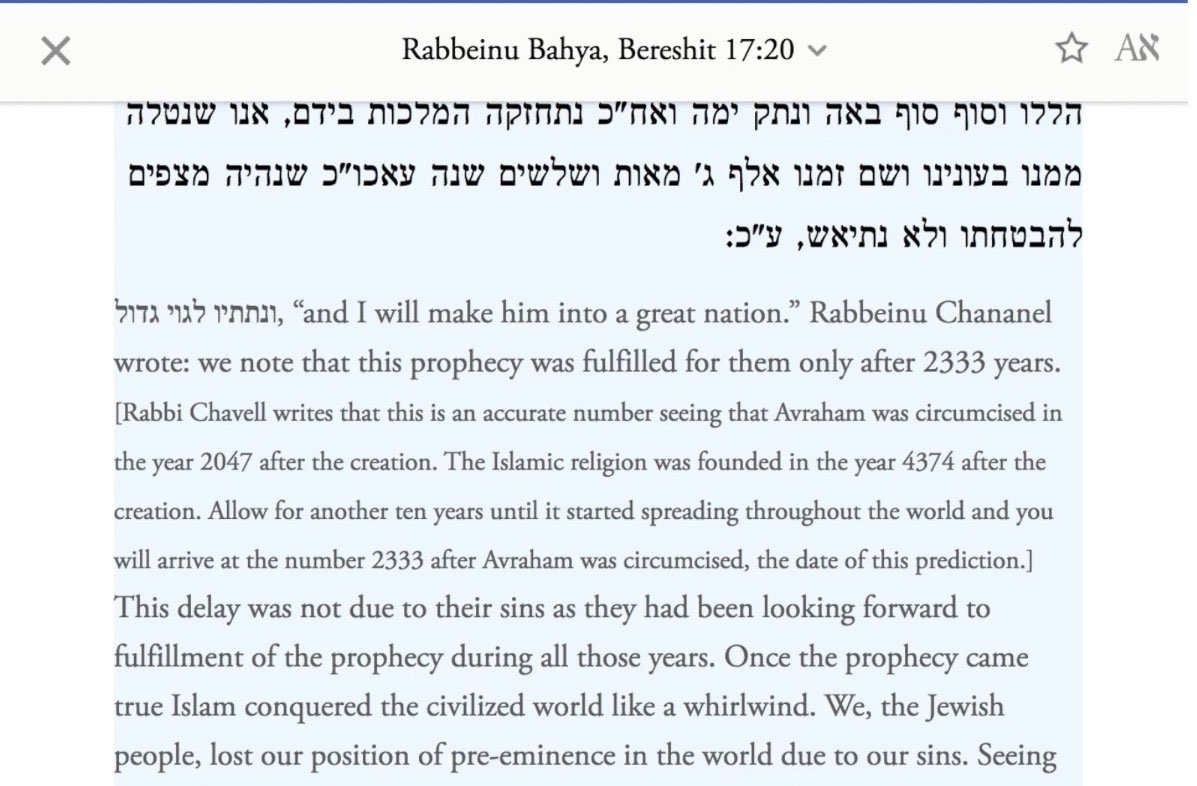 Rabbeinu Bahya, Bereshit 17:20
Aא
הללו וסוף סוף באה ונתק ימה ואח"כ נתחזקה המלכות בידם, אנו שנטלה
ממנו בעונינו ושם זמנו אלף ג' מאות ושלשים שנה עאכו"כ שנהיה מצפים
להבטחתו ולא נתיאש, ע"כ:
ונתתיו לגוי גדול, “and I will make him into a great nation.” Rabbeinu Chananel
wrote: we note that this prophecy was fulfilled for them only after 2333 years.
[Rabbi Chavell writes that this is an accurate number seeing that Avraham was circumcised in
the year 2047 after the creation. The Islamic religion was founded in the year 4374 after the
creation. Allow for another ten years until it started spreading throughout the world and you
will arrive at the number 2333 after Avraham was circumcised, the date of this prediction.]
This delay was not due to their sins as they had been looking forward to
fulfillment of the prophecy during all those years. Once the prophecy came
true Islam conquered the civilized world like a whirlwind. We, the Jewish
people, lost our position of pre-eminence in the world due to our sins. Seeing